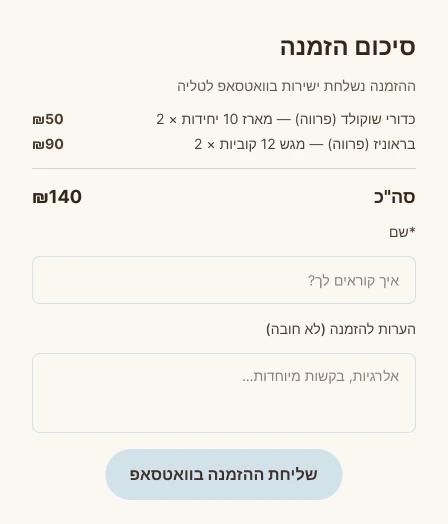 סיכום הזמנה
ההזמנה נשלחת ישירות בוואטסאפ לטליה
כדורי שוקולד (פרווה) — מארז 10 יחידות × 2 ₪50
בראוניז (פרווה) — מגש 12 קוביות × 2 ₪90
סה"כ ₪140
שם*
איך קוראים לך?
הערות להזמנה (לא חובה)
אלרגיות, בקשות מיוחדות...
שליחת ההזמנה בוואטסאפ